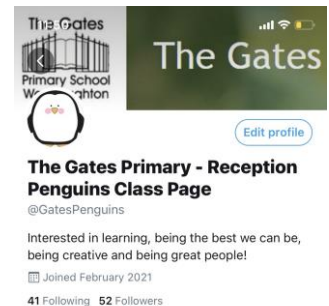 The Gates
Primary School
The Gates
Edit profile
The Gates Primary - Reception
Penguins Class Page
@GatesPenguins
Interested in learning, being the best we can be,
being creative and being great people!
Joined February 2021
41 Following 52 Followers